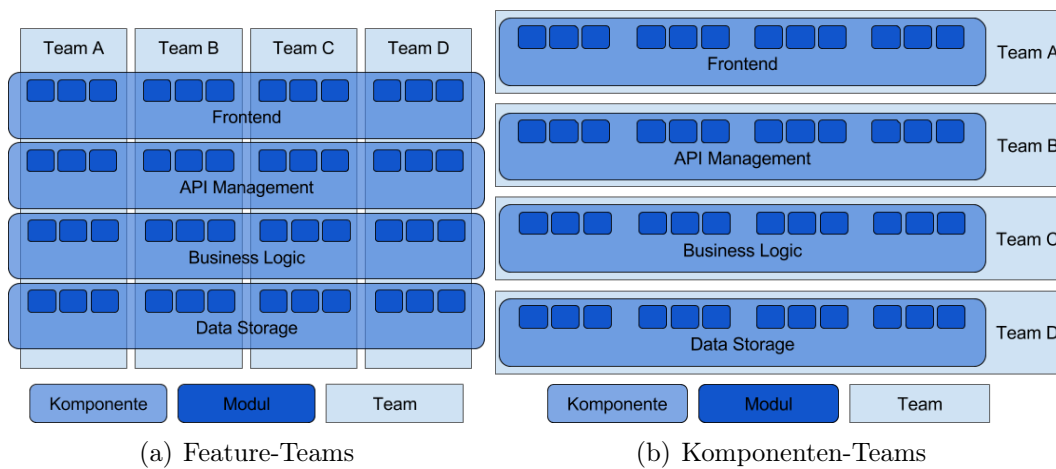 Team A
Team B
Team C
Team D
Frontend
API Management
Business Logic
Data Storage
Komponente
Modul
Team
(a) Feature-Teams
Frontend
Team A
API Management
Team B
Business Logic
Team C
Data Storage
Team D
Komponente
Modul
Team
(b) Komponenten-Teams